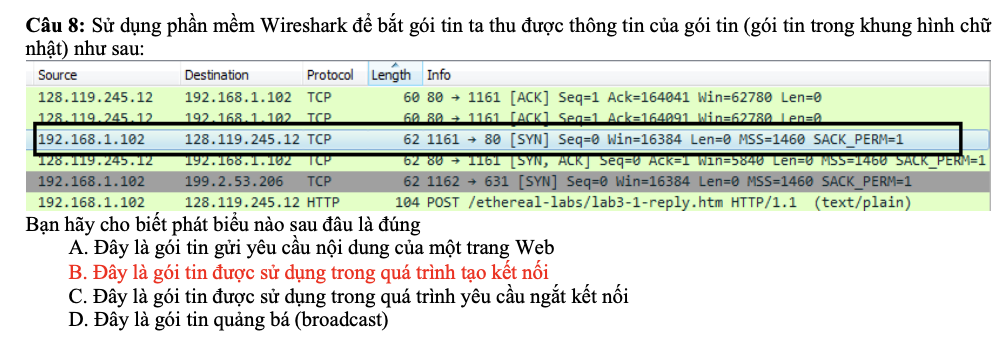 Câu 8: Sử dụng phần mềm Wireshark để bắt gói tin ta thu được thông tin của gói tin (gói tin trong khung hình chữ
nhật) như sau:
Source Destination Protocol Length Info
128.119.245.12 192.168.1.102 TCP 60 80 → 1161 [ACK] Seq=1 Ack=164041 Win=62780 Len=0
128.119.245.12 192.168.1.102 TCP 60 80 → 1161 [ACK] Seq=1 Ack=164091 Win=62780 Len=0
192.168.1.102 128.119.245.12 TCP 62 1161 → 80 [SYN] Seq=0 Win=16384 Len=0 MSS=1460 SACK_PERM=1
128.119.245.12 192.168.1.102 TCP 62 80 → 1161 [SYN, ACK] Seq=0 Ack=1 Win=5840 Len=0 MSS=1460 SACK_PERM=1
192.168.1.102 199.2.53.206 TCP 62 1162 → 631 [SYN] Seq=0 Win=16384 Len=0 MSS=1460 SACK_PERM=1
192.168.1.102 128.119.245.12 HTTP 104 POST /ethereal-labs/lab3-1-reply.htm HTTP/1.1 (text/plain)
Bạn hãy cho biết phát biểu nào sau đâu là đúng
A. Đây là gói tin gửi yêu cầu nội dung của một trang Web
B. Đây là gói tin được sử dụng trong quá trình tạo kết nối
C. Đây là gói tin được sử dụng trong quá trình yêu cầu ngắt kết nối
D. Đây là gói tin quảng bá (broadcast)